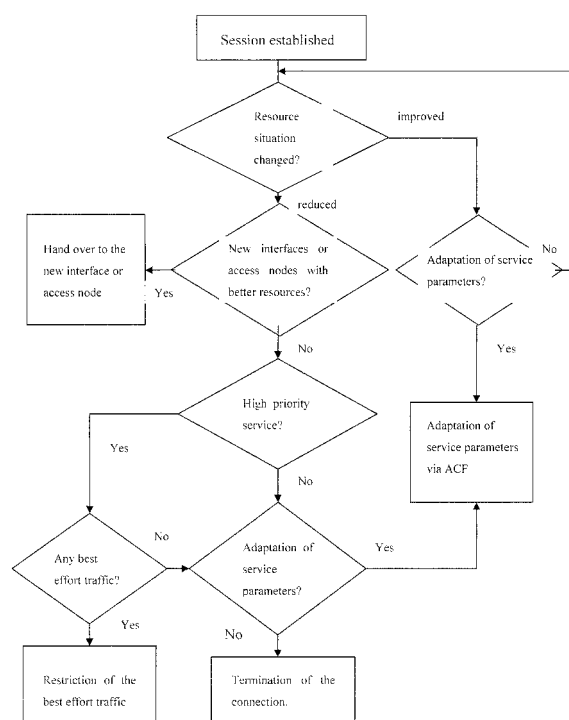 Session established
Resource
situation
changed?
improved
reduced
Hand over to the
new interface or
access node
Yes
New interfaces or
access nodes with
better resources?
Adaptation of service
parameters?
No
No
Yes
High priority
service?
Adaptation of
service parameters
via ACF
Yes
No
Any best
effort traffic?
No
Adaptation of
service
parameters?
Yes
Yes
No
Restriction of the
best effort traffic
Termination of the
connection.